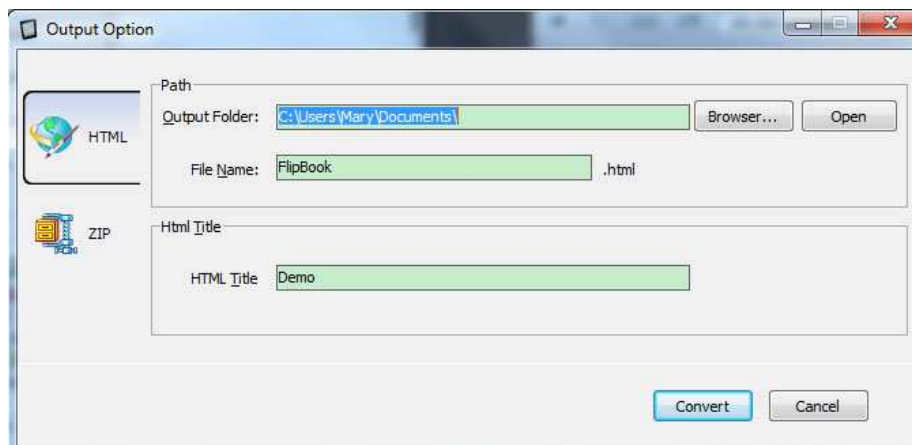 Output Option
HTML
ZIP
Path
Output Folder: C:\Users\Mary\Documents\ Browser... Open
File Name: FlipBook .html
Html Title
HTML Title Demo
Convert Cancel